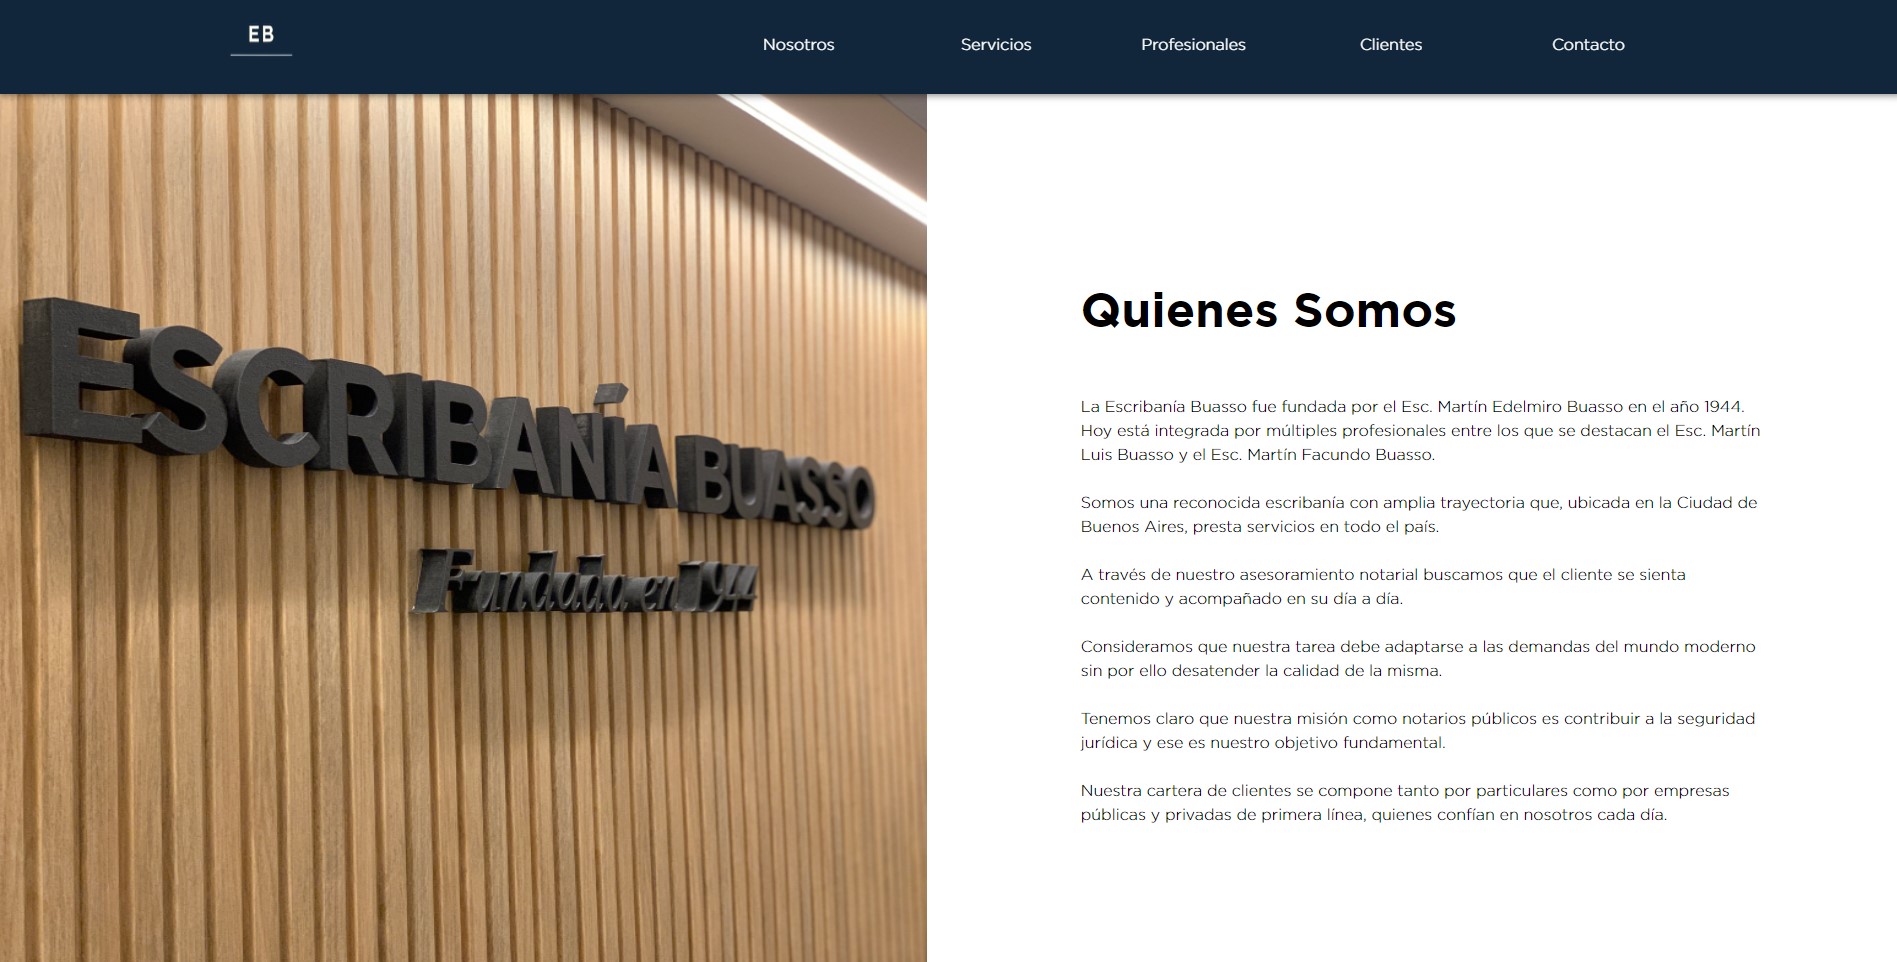 EB
Nosotros
Servicios
Profesionales
Clientes
Contacto
ESCRIBANÍA BUASSO
Fundada en 1944
Quienes Somos
La Escribanía Buasso fue fundada por el Esc. Martín Edelmiro Buasso en el año 1944.
Hoy está integrada por múltiples profesionales entre los que se destacan el Esc. Martín
Luis Buasso y el Esc. Martín Facundo Buasso.
Somos una reconocida escribanía con amplia trayectoria que, ubicada en la Ciudad de
Buenos Aires, presta servicios en todo el país.
A través de nuestro asesoramiento notarial buscamos que el cliente se sienta
contenido y acompañado en su día a día.
Consideramos que nuestra tarea debe adaptarse a las demandas del mundo moderno
sin por ello desatender la calidad de la misma.
Tenemos claro que nuestra misión como notarios públicos es contribuir a la seguridad
jurídica y ese es nuestro objetivo fundamental.
Nuestra cartera de clientes se compone tanto por particulares como por empresas
públicas y privadas de primera línea, quienes confían en nosotros cada día.